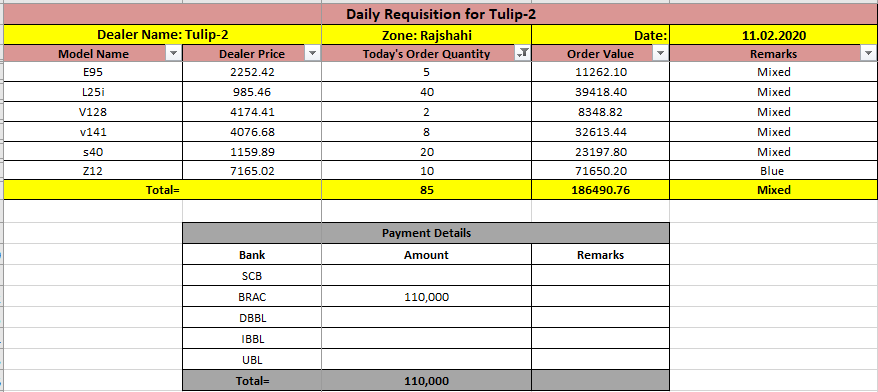 Daily Requisition for Tulip-2
Dealer Name: Tulip-2 Zone: Rajshahi Date: 11.02.2020
Model Name Dealer Price Today's Order Quantity Order Value Remarks
E95 2252.42 5 11262.10 Mixed
L25i 985.46 40 39418.40 Mixed
V128 4174.41 2 8348.82 Mixed
v141 4076.68 8 32613.44 Mixed
s40 1159.89 20 23197.80 Mixed
Z12 7165.02 10 71650.20 Blue
Total= 85 186490.76 Mixed
Payment Details
Bank Amount Remarks
SCB
BRAC 110,000
DBBL
IBBL
UBL
Total= 110,000